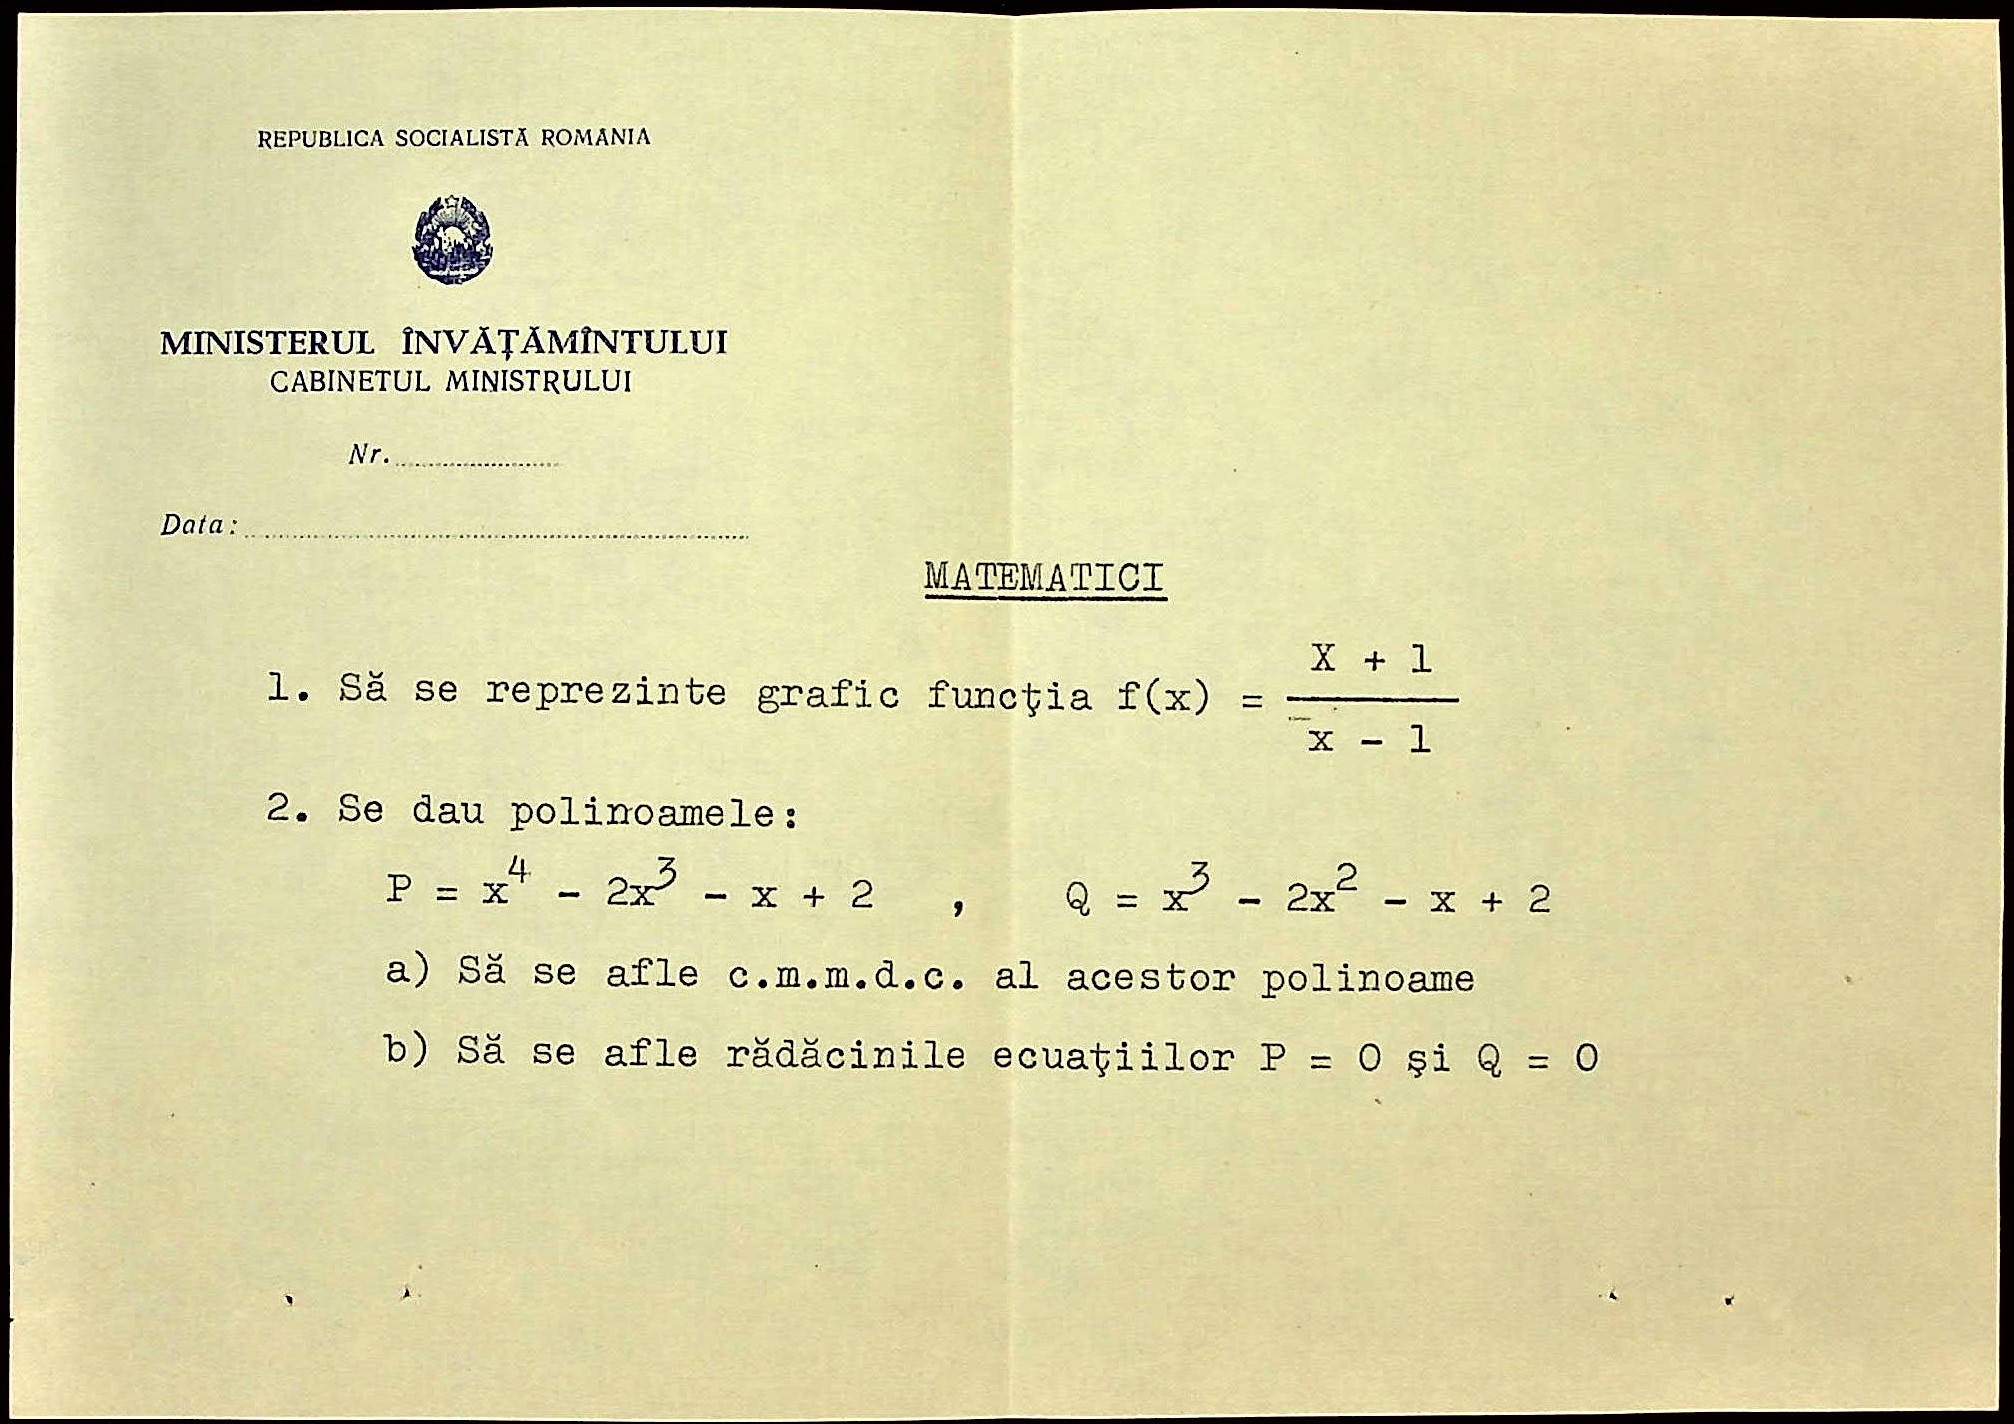 REPUBLICA SOCIALISTĂ ROMÂNIA
MINISTERUL ÎNVĂȚĂMÎNTULUI
CABINETUL MINISTRULUI
Nr. ........................
Data: ........................................................................
MATEMATICI
X + 1
1. Să se reprezinte grafic funcţia f(x) = ―――
x - 1
2. Se dau polinoamele:
P = x⁴ - 2x³ - x + 2 , Q = x³ - 2x² - x + 2
a) Să se afle c.m.m.d.c. al acestor polinoame
b) Să se afle rădăcinile ecuaţiilor P = 0 şi Q = 0